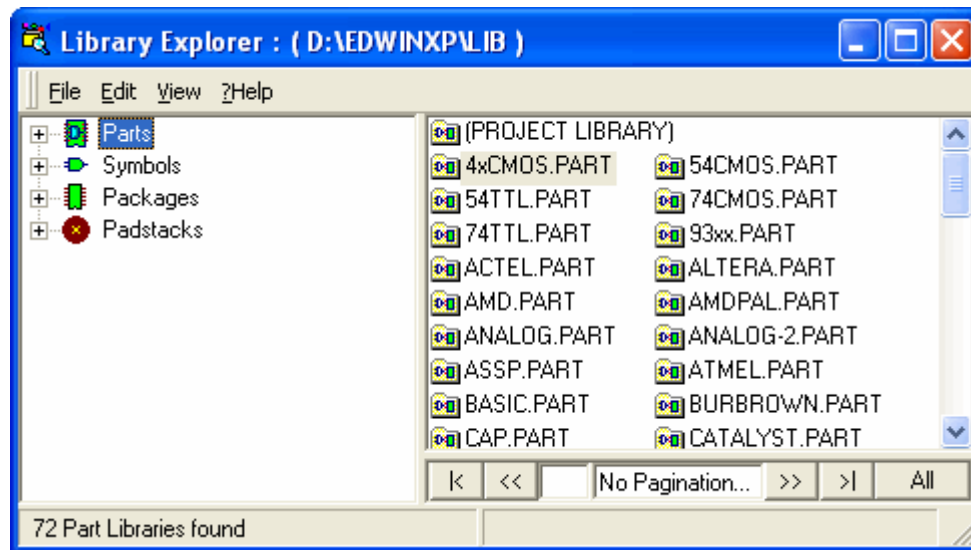 Library Explorer : ( D:\EDWINXP\LIB )
File Edit View ?Help
Parts
Symbols
Packages
Padstacks
(PROJECT LIBRARY)
4xCMOS.PART 54CMOS.PART
54TTL.PART 74CMOS.PART
74TTL.PART 93xx.PART
ACTEL.PART ALTERA.PART
AMD.PART AMDPAL.PART
ANALOG.PART ANALOG-2.PART
ASSP.PART ATMEL.PART
BASIC.PART BURBROWN.PART
CAP.PART CATALYST.PART
|< << No Pagination... >> >| All
72 Part Libraries found